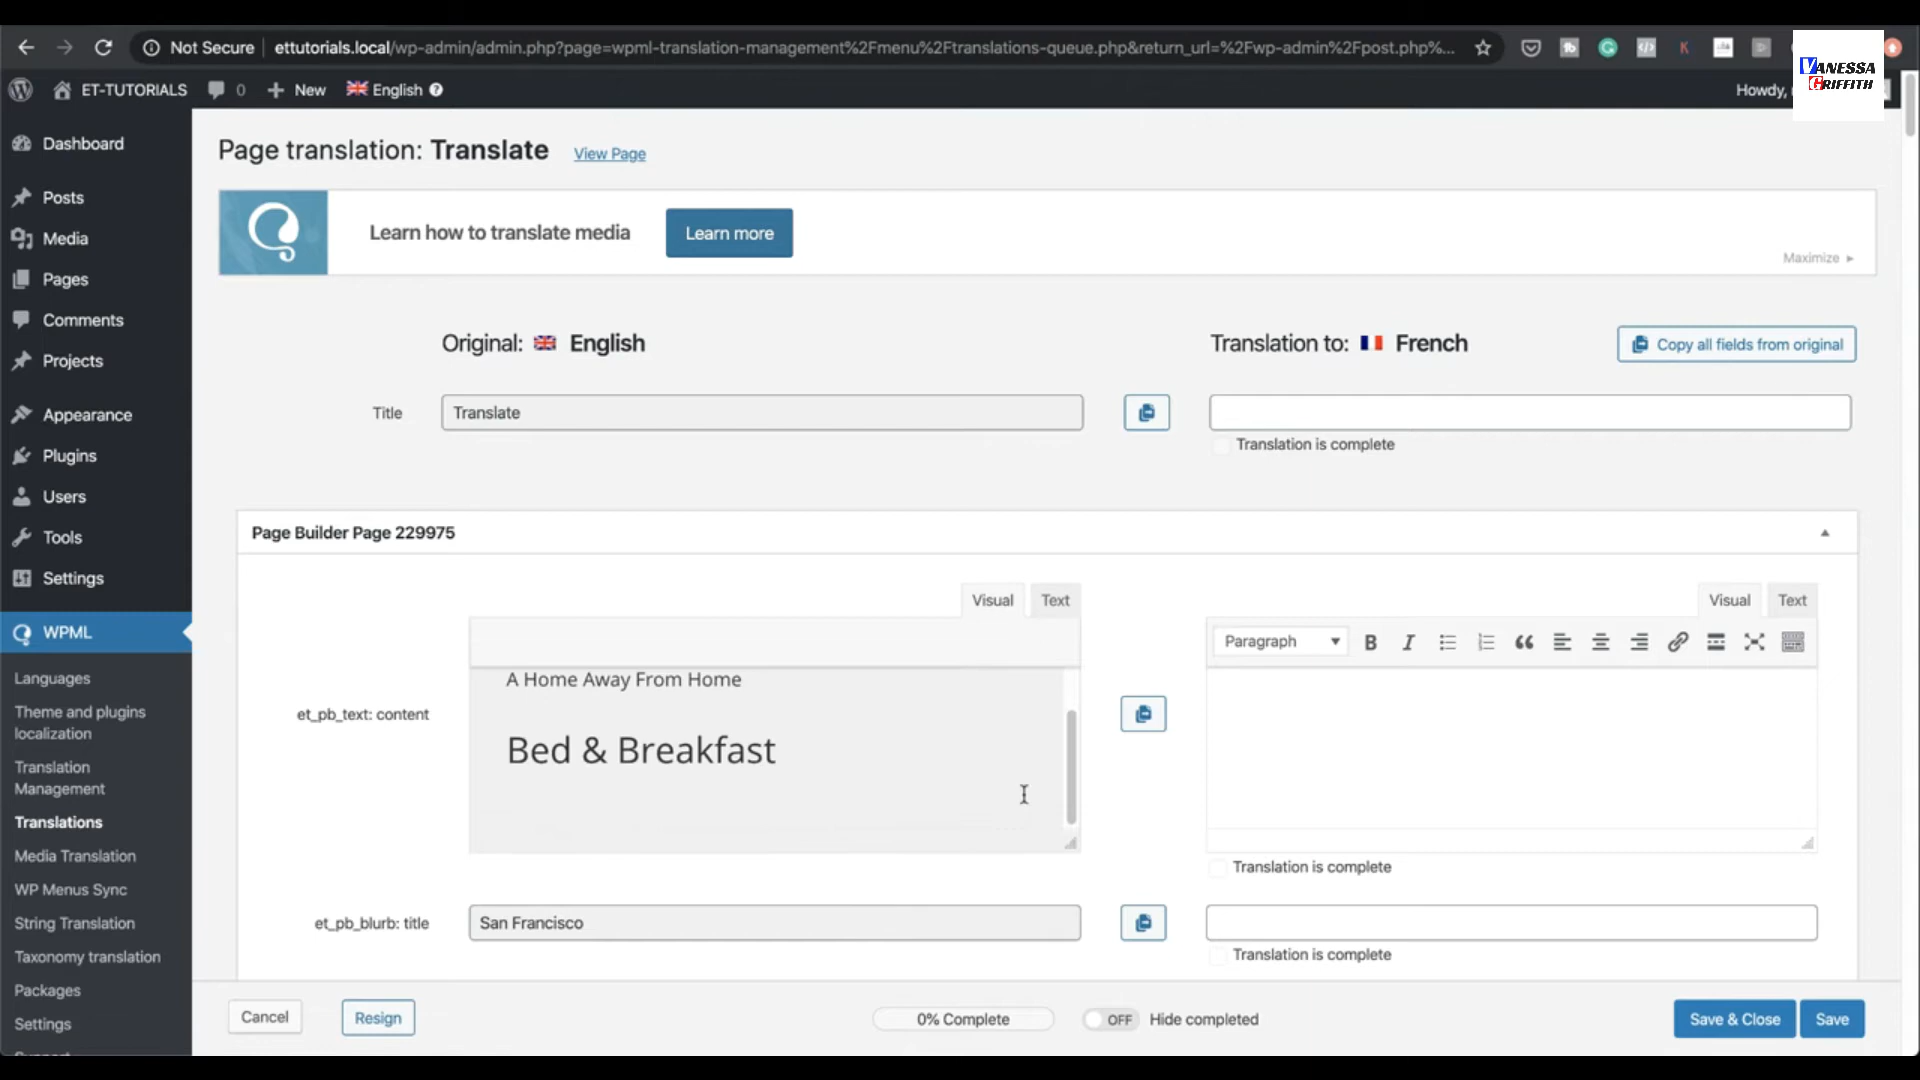 Not Secure ettutorials.local/wp-admin/admin.php?page=wpml-translation-management%2Fmenu%2Ftranslations-queue.php&return_url=%2Fwp-admin%2Fpost.php%...
VANESSA
GRIFFITH
ET-TUTORIALS 0 New English Howdy,
Dashboard
Posts
Media
Pages
Comments
Projects
Appearance
Plugins
Users
Tools
Settings
WPML
Languages
Theme and plugins
localization
Translation
Management
Translations
Media Translation
WP Menus Sync
String Translation
Taxonomy translation
Packages
Settings
Support
Page translation: Translate View Page
Learn how to translate media Learn more
Maximize
Original: English Translation to: French Copy all fields from original
Title Translate
Translation is complete
Page Builder Page 229975
Visual Text Visual Text
Paragraph B I
et_pb_text: content
A Home Away From Home
Bed & Breakfast
Translation is complete
et_pb_blurb: title San Francisco
Translation is complete
Cancel Resign 0% Complete OFF Hide completed Save & Close Save